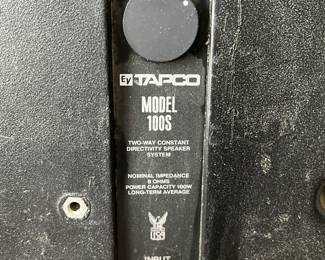 EV TAPCO
MODEL
100S
TWO-WAY CONSTANT
DIRECTIVITY SPEAKER
SYSTEM
NOMINAL IMPEDANCE
8 OHMS
POWER CAPACITY 100W
LONG-TERM AVERAGE
USA
INPUT